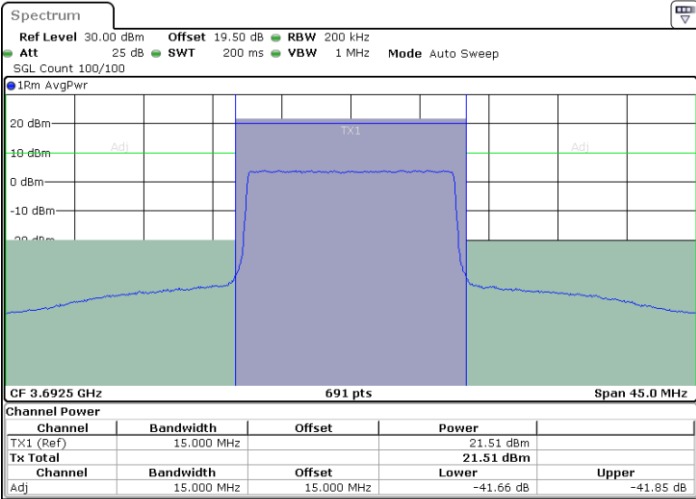 Spectrum
Ref Level 30.00 dBm Offset 19.50 dB RBW 200 kHz
Att 25 dB SWT 200 ms VBW 1 MHz Mode Auto Sweep
SGL Count 100/100
1Rm AvgPwr
20 dBm
TX1
Adj Adj
10 dBm
0 dBm
-10 dBm
-20 dBm
CF 3.6925 GHz 691 pts Span 45.0 MHz
Channel Power
Channel Bandwidth Offset Power
TX1 (Ref) 15.000 MHz 21.51 dBm
Tx Total 21.51 dBm
Channel Bandwidth Offset Lower Upper
Adj 15.000 MHz 15.000 MHz -41.66 dB -41.85 dB